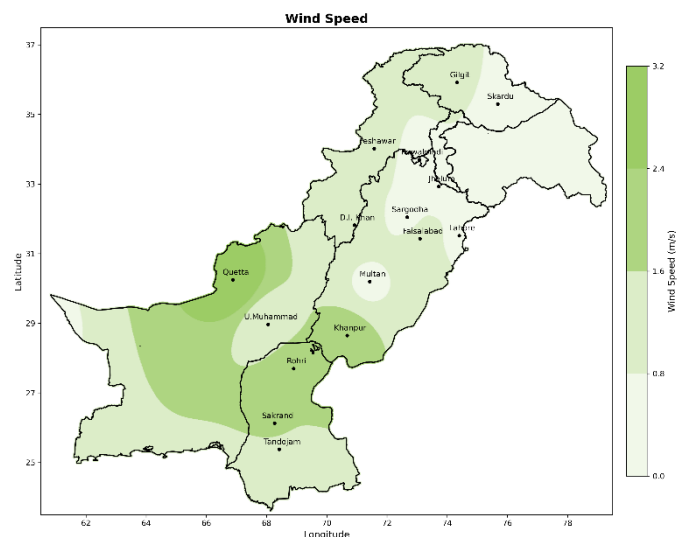 Wind Speed
37
35
33
31
29
27
25
Latitude
62
64
66
68
70
72
74
76
78
Longitude
Gilgit
Skardu
Jhelum
Sargodha
Faisalabad
Lahore
D.I. Khan
Multan
Quetta
U.Muhammad
Khanpur
Rohri
Sakrand
Tandojam
3.2
2.4
1.6
0.8
0.0
Wind Speed (m/s)